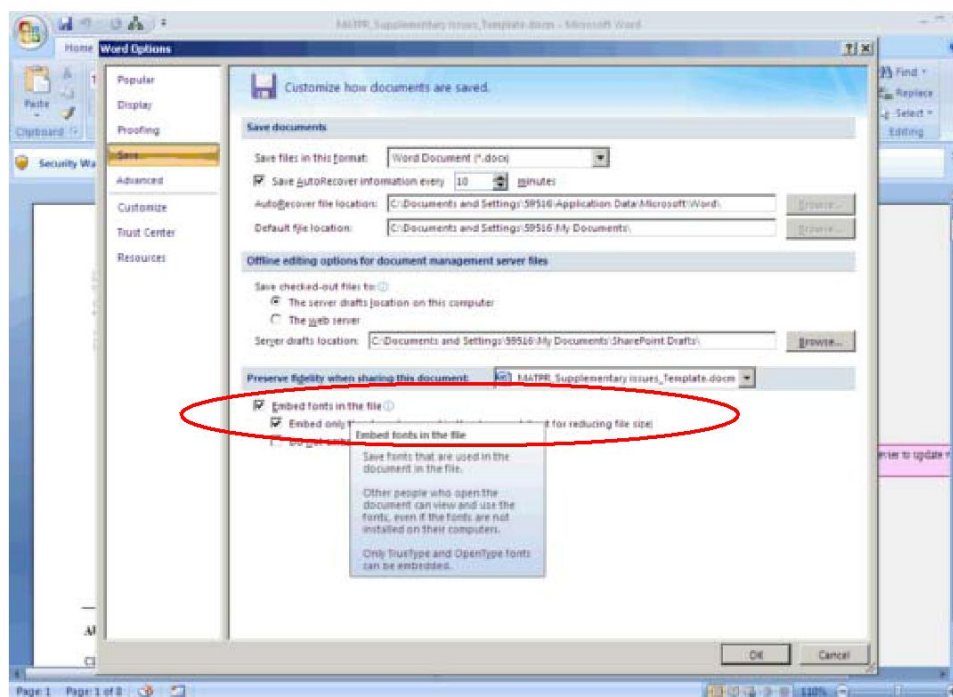 MATPR_Supplementary issues_Template.docm - Microsoft Word
Home
Word Options
Paste
Clipboard
Find
Replace
Select
Editing
Security Wa
Popular
Display
Proofing
Save
Advanced
Customize
Trust Center
Resources
Customize how documents are saved.
Save documents
Save files in this format: Word Document (*.docx)
Save AutoRecover information every 10 minutes
AutoRecover file location: C:\Documents and Settings\59516\Application Data\Microsoft\Word\ Browse...
Default file location: C:\Documents and Settings\59516\My Documents\ Browse...
Offline editing options for document management server files
Save checked-out files to:
The server drafts location on this computer
The web server
Server drafts location: C:\Documents and Settings\59516\My Documents\SharePoint Drafts\ Browse...
Preserve fidelity when sharing this document: MATPR_Supplementary issues_Template.docm
Embed fonts in the file
Embed only for reducing file size)
Do not emb
Embed fonts in the file
Save fonts that are used in the
document in the file.
Other people who open the
document can view and use the
fonts, even if the fonts are not
installed on their computers.
Only TrueType and OpenType fonts
can be embedded.
to update
OK Cancel
Page: 1 Page: 1 of 8 110%